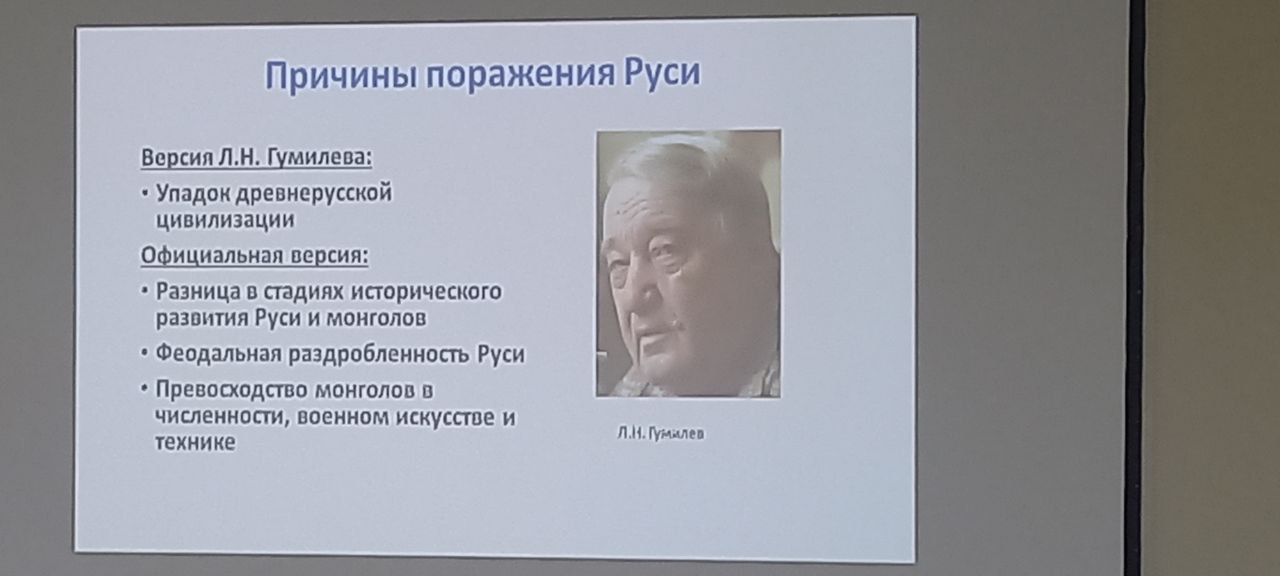 Причины поражения Руси
Версия Л.Н. Гумилева:
• Упадок древнерусской
цивилизации
Официальная версия:
• Разница в стадиях исторического
развития Руси и монголов
• Феодальная раздробленность Руси
• Превосходство монголов в
численности, военном искусстве и
технике
Л.Н. Гумилев